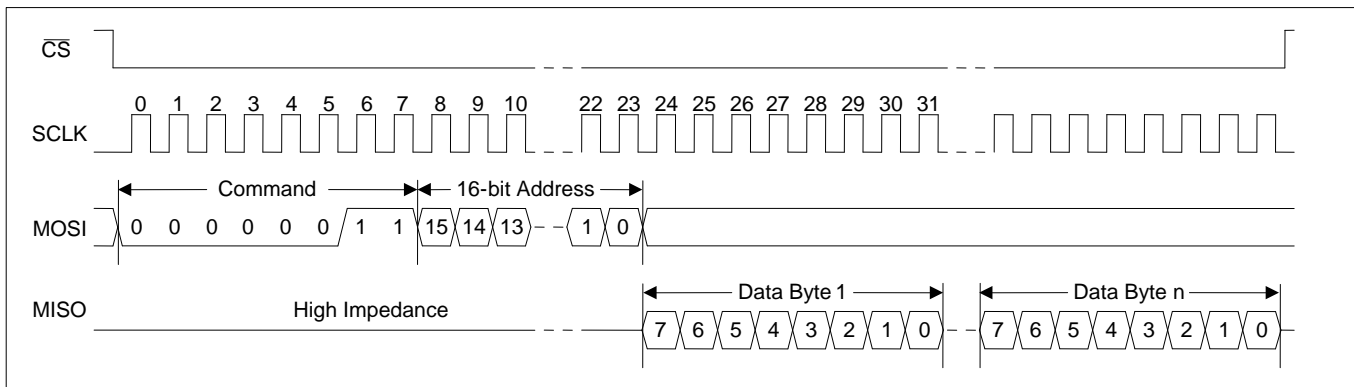 CS
0 1 2 3 4 5 6 7 8 9 10 22 23 24 25 26 27 28 29 30 31
SCLK
Command 16-bit Address
MOSI 0 0 0 0 0 0 1 1 15 14 13 1 0
Data Byte 1 Data Byte n
MISO High Impedance
7 6 5 4 3 2 1 0 7 6 5 4 3 2 1 0